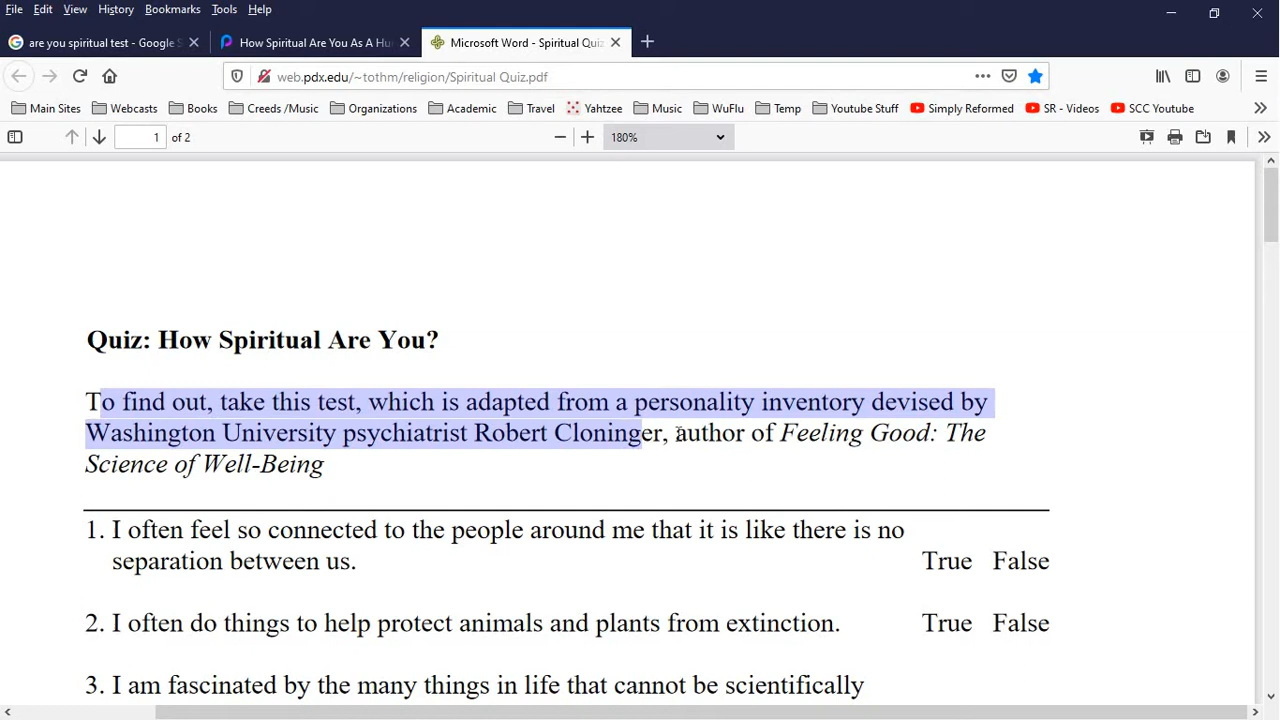 File Edit View History Bookmarks Tools Help
are you spiritual test - Google S
How Spiritual Are You As A Hu
Microsoft Word - Spiritual Quiz
web.pdx.edu/~tothm/religion/Spiritual Quiz.pdf
Main Sites Webcasts Books Creeds /Music Organizations Academic Travel Yahtzee Music WuFlu Temp Youtube Stuff Simply Reformed SR - Videos SCC Youtube
1 of 2 180%
Quiz: How Spiritual Are You?
To find out, take this test, which is adapted from a personality inventory devised by
Washington University psychiatrist Robert Cloninger, author of Feeling Good: The
Science of Well-Being
1. I often feel so connected to the people around me that it is like there is no
separation between us. True False
2. I often do things to help protect animals and plants from extinction. True False
3. I am fascinated by the many things in life that cannot be scientifically